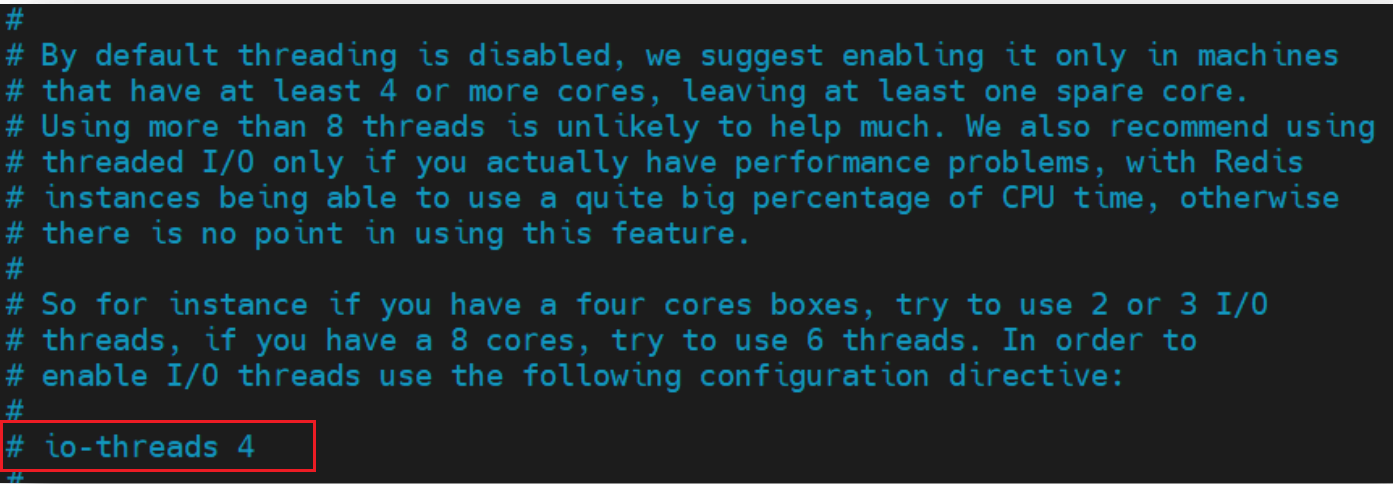 #
# By default threading is disabled, we suggest enabling it only in machines
# that have at least 4 or more cores, leaving at least one spare core.
# Using more than 8 threads is unlikely to help much. We also recommend using
# threaded I/O only if you actually have performance problems, with Redis
# instances being able to use a quite big percentage of CPU time, otherwise
# there is no point in using this feature.
#
# So for instance if you have a four cores boxes, try to use 2 or 3 I/O
# threads, if you have a 8 cores, try to use 6 threads. In order to
# enable I/O threads use the following configuration directive:
#
# io-threads 4
#